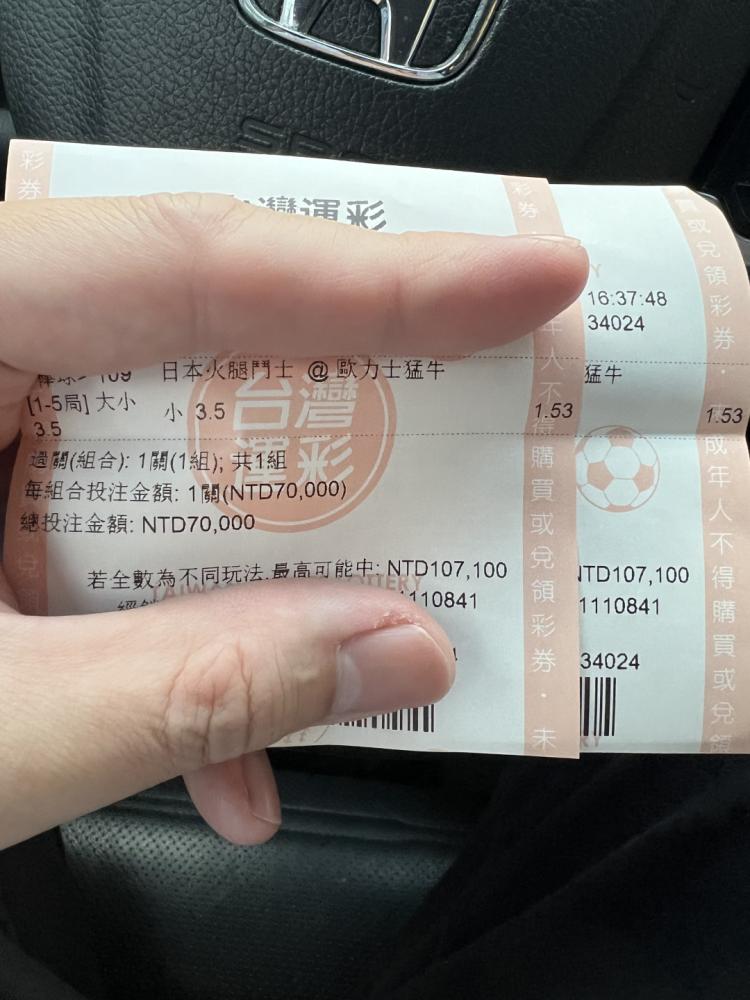 彩券
灣運彩
彩券
或兌領彩券
16:37:48
34024
109 日本火腿鬥士 @ 歐力士猛牛
猛牛
[1-5局] 大小 小 3.5 1.53
1.53
3.5
台灣運彩
過關(組合): 1關(1組); 共1組
每組合投注金額: 1關(NTD70,000)
總投注金額: NTD70,000
若全數為不同玩法,最高可能中: NTD107,100
NTD107,100
1110841
1110841
34024
年人不得購買或兌領彩券・未
成年人不得購買或兌領